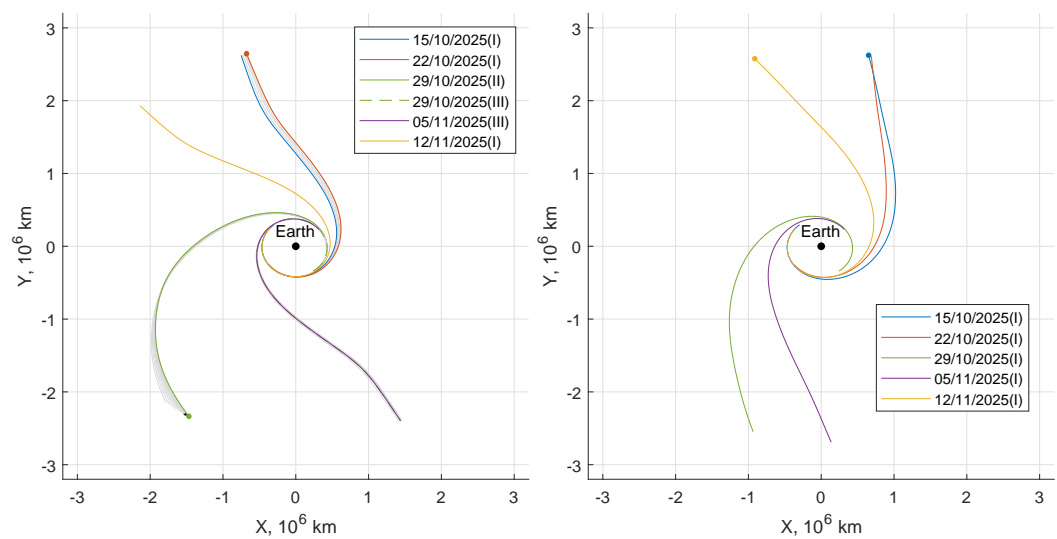 3
2
1
0
-1
-2
-3
-3
-2
-1
0
1
2
3
Y, 10^6 km
X, 10^6 km
Earth
15/10/2025(I)
22/10/2025(I)
29/10/2025(II)
29/10/2025(III)
05/11/2025(III)
12/11/2025(I)
3
2
1
0
-1
-2
-3
-3
-2
-1
0
1
2
3
Y, 10^6 km
X, 10^6 km
Earth
15/10/2025(I)
22/10/2025(I)
29/10/2025(I)
05/11/2025(I)
12/11/2025(I)